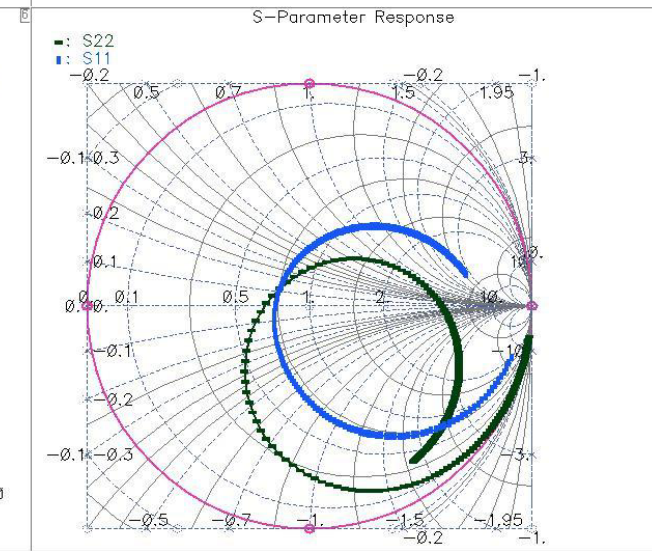 6
S-Parameter Response
-: S22
: S11
-0.2 -0.2 -1.
0.5 0.7 1. 1.5 1.95
-0.1 0.3 3.
0.2
0.1 10.
0. 0. 0.1 0.5 1. 2. 10.
-0.1 -10.
-0.2
-0.1 -0.3 -3.
-0.5 -0.7 -1. -1.5 -1.95
-0.2 -1.